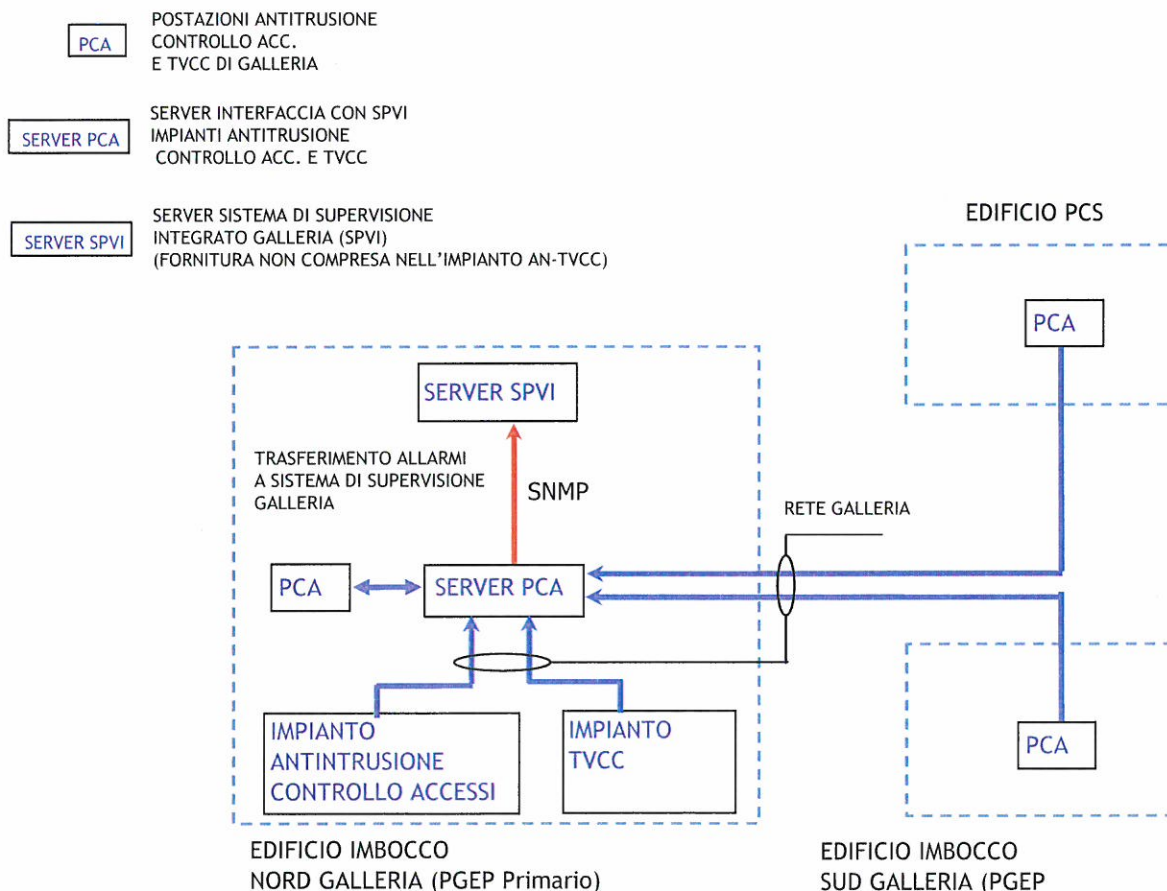 PCA
POSTAZIONI ANTITRUSIONE
CONTROLLO ACC.
E TVCC DI GALLERIA
SERVER PCA
SERVER INTERFACCIA CON SPVI
IMPIANTI ANTITRUSIONE
CONTROLLO ACC. E TVCC
SERVER SPVI
SERVER SISTEMA DI SUPERVISIONE
INTEGRATO GALLERIA (SPVI)
(FORNITURA NON COMPRESA NELL'IMPIANTO AN-TVCC)
EDIFICIO PCS
PCA
SERVER SPVI
TRASFERIMENTO ALLARMI
A SISTEMA DI SUPERVISIONE
GALLERIA
SNMP
RETE GALLERIA
PCA
SERVER PCA
IMPIANTO
ANTINTRUSIONE
CONTROLLO ACCESSI
IMPIANTO
TVCC
PCA
EDIFICIO IMBOCCO
NORD GALLERIA (PGEP Primario)
EDIFICIO IMBOCCO
SUD GALLERIA (PGEP